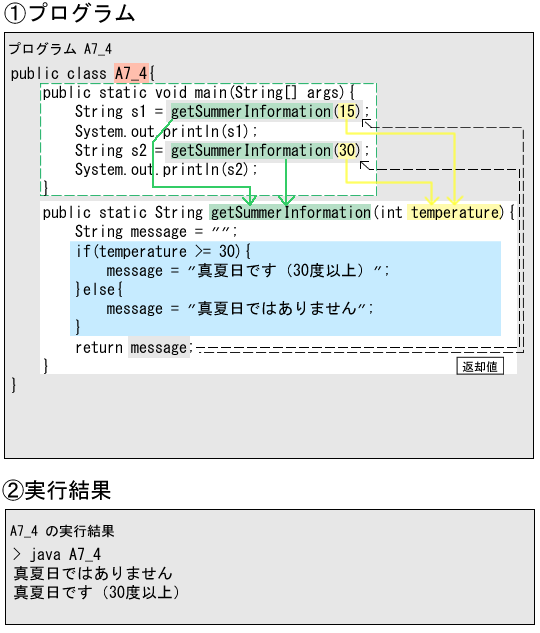 ①プログラム
プログラム A7_4
public class A7_4{
public static void main(String[] args){
String s1 = getSummerInformation(15);
System.out.println(s1);
String s2 = getSummerInformation(30);
System.out.println(s2);
}
public static String getSummerInformation(int temperature){
String message = "";
if(temperature >= 30){
message = "真夏日です（30度以上）";
}else{
message = "真夏日ではありません";
}
return message;
}
返却値
}
②実行結果
A7_4 の実行結果
> java A7_4
真夏日ではありません
真夏日です（30度以上）